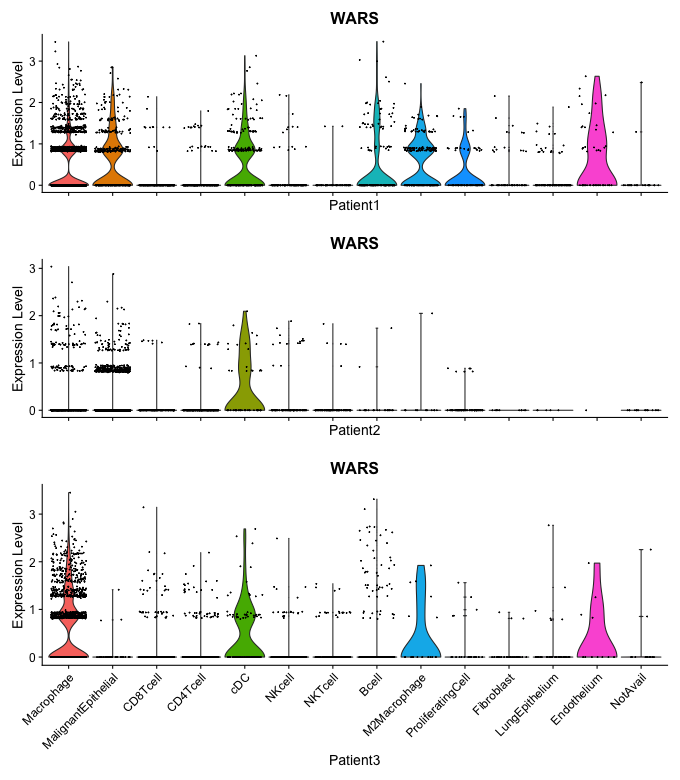 WARS
Expression Level
3
2
1
0
Patient1
WARS
Expression Level
3
2
1
0
Patient2
WARS
Expression Level
3
2
1
0
Macrophage
MalignantEpithelial
CD8Tcell
CD4Tcell
cDC
NKcell
NKTcell
Bcell
M2Macrophage
ProliferatingCell
Fibroblast
LungEpithelium
Endothelium
NotAvail
Patient3